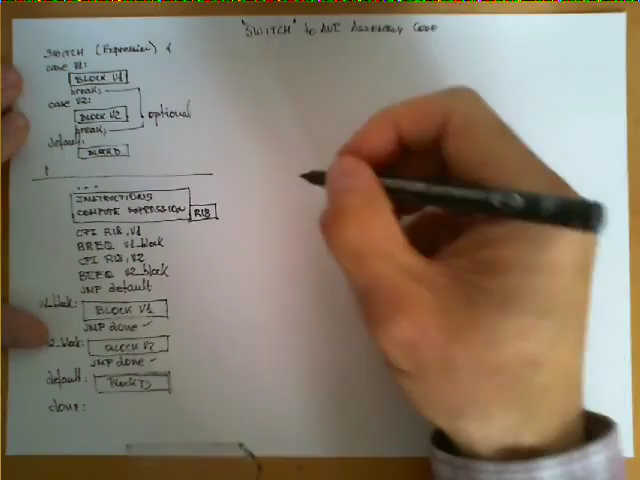 "SWITCH" to AVR Assembly Code
SWITCH (Expression) {
case V1:
BLOCK V1
break;
case V2:
optional
BLOCK V2
break;
default:
BLOCK D
}
...
INSTRUCTIONS
COMPUTE EXPRESSION
R18
CPI R18, V1
BREQ V1_block
CPI R18, V2
BREQ V2_block
JMP default
V1_block: BLOCK V1
JMP done
V2_block: BLOCK V2
JMP done
default: Block D
done: